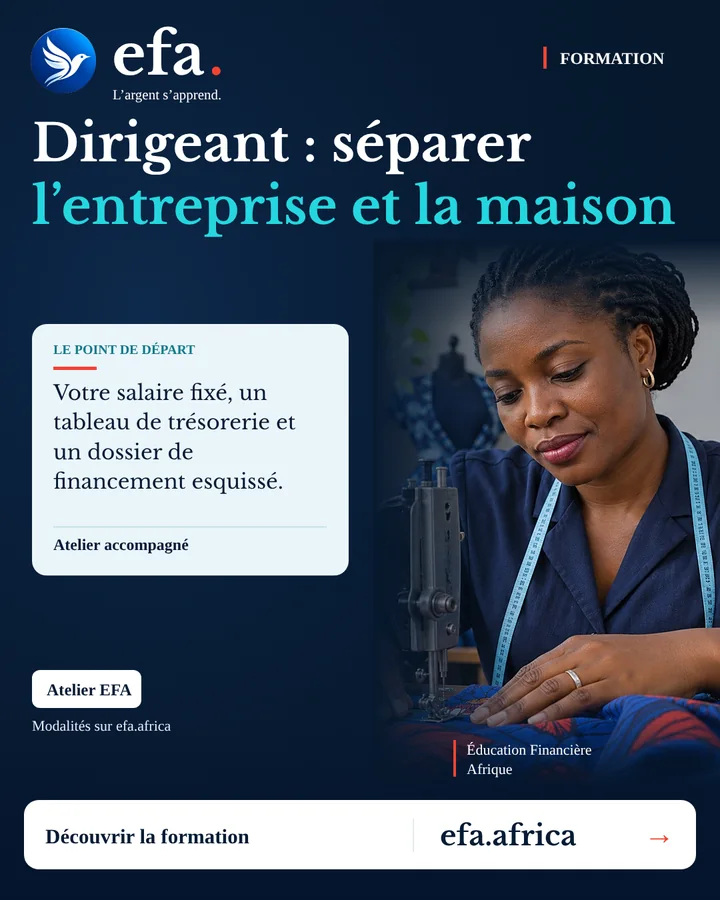 efa.
L’argent s’apprend.
FORMATION
Dirigeant : séparer
l’entreprise et la maison
LE POINT DE DÉPART
Votre salaire fixé, un
tableau de trésorerie et
un dossier de
financement esquissé.
Atelier accompagné
Atelier EFA
Modalités sur efa.africa
Éducation Financière
Afrique
Découvrir la formation
efa.africa →